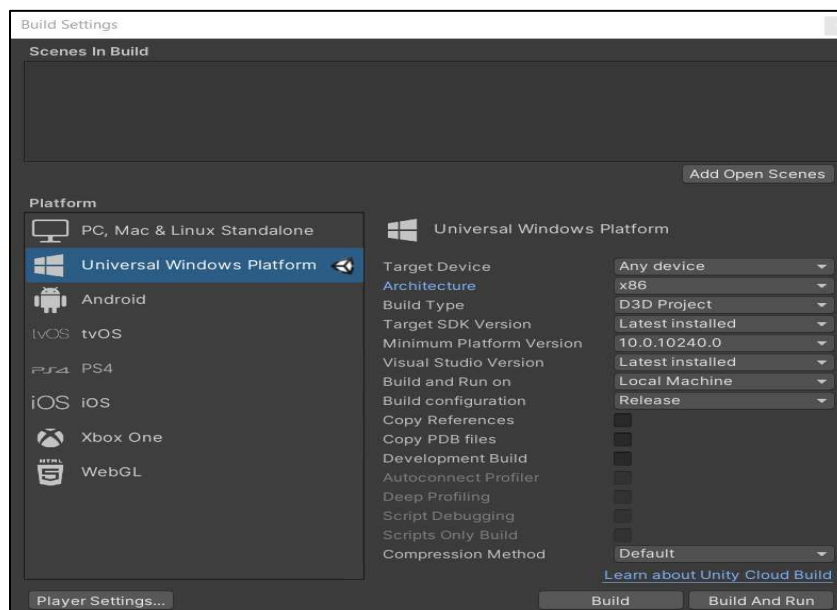 Build Settings
Scenes In Build
Add Open Scenes
Platform
PC, Mac & Linux Standalone
Universal Windows Platform
Android
tvOS tvOS
PS4 PS4
iOS iOS
Xbox One
HTML 5 WebGL
Universal Windows Platform
Target Device Any device
Architecture x86
Build Type D3D Project
Target SDK Version Latest installed
Minimum Platform Version 10.0.10240.0
Visual Studio Version Latest installed
Build and Run on Local Machine
Build configuration Release
Copy References
Copy PDB files
Development Build
Autoconnect Profiler
Deep Profiling
Script Debugging
Scripts Only Build
Compression Method Default
Learn about Unity Cloud Build
Player Settings... Build Build And Run